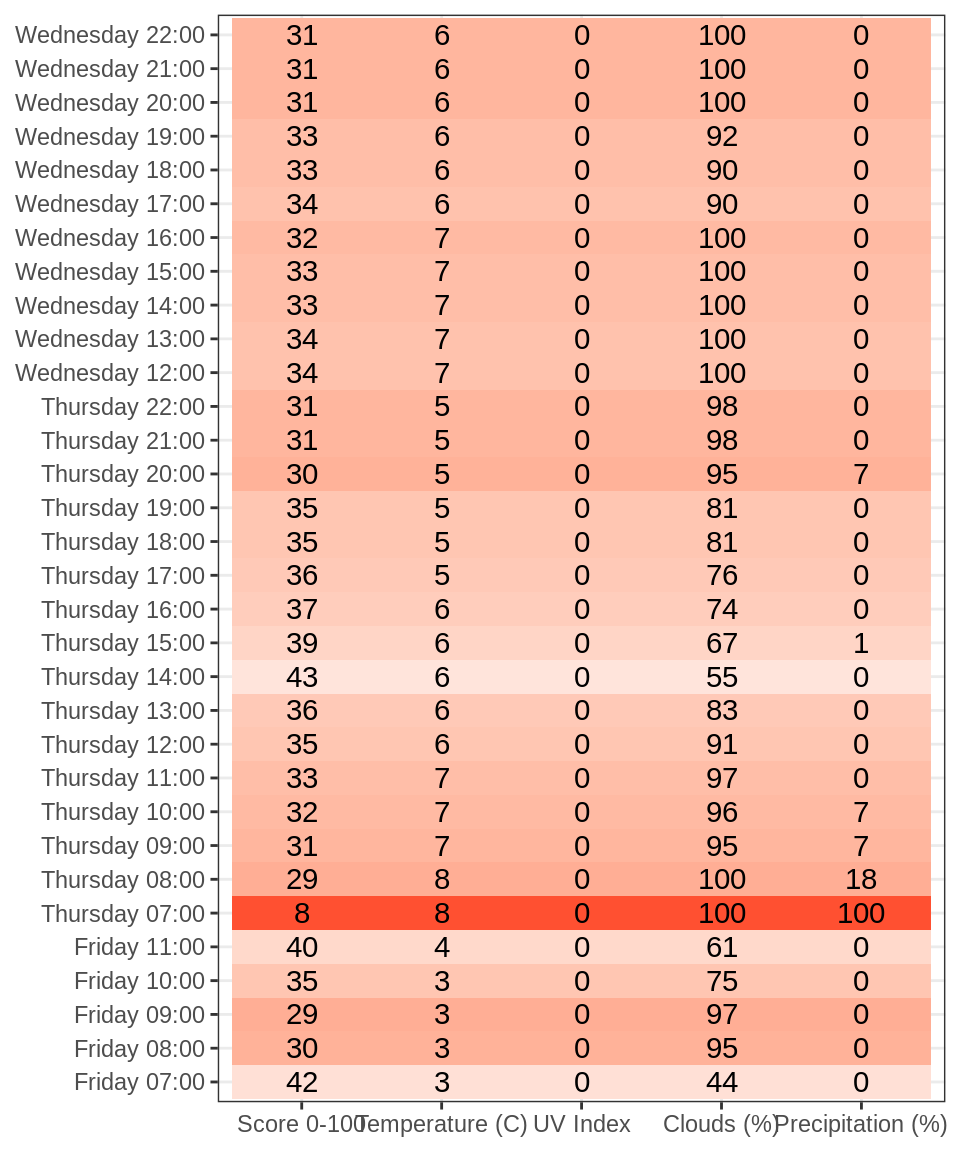 Wednesday 22:00 31 6 0 100 0
Wednesday 21:00 31 6 0 100 0
Wednesday 20:00 31 6 0 100 0
Wednesday 19:00 33 6 0 92 0
Wednesday 18:00 33 6 0 90 0
Wednesday 17:00 34 6 0 90 0
Wednesday 16:00 32 7 0 100 0
Wednesday 15:00 33 7 0 100 0
Wednesday 14:00 33 7 0 100 0
Wednesday 13:00 34 7 0 100 0
Wednesday 12:00 34 7 0 100 0
Thursday 22:00 31 5 0 98 0
Thursday 21:00 31 5 0 98 0
Thursday 20:00 30 5 0 95 7
Thursday 19:00 35 5 0 81 0
Thursday 18:00 35 5 0 81 0
Thursday 17:00 36 5 0 76 0
Thursday 16:00 37 6 0 74 0
Thursday 15:00 39 6 0 67 1
Thursday 14:00 43 6 0 55 0
Thursday 13:00 36 6 0 83 0
Thursday 12:00 35 6 0 91 0
Thursday 11:00 33 7 0 97 0
Thursday 10:00 32 7 0 96 7
Thursday 09:00 31 7 0 95 7
Thursday 08:00 29 8 0 100 18
Thursday 07:00 8 8 0 100 100
Friday 11:00 40 4 0 61 0
Friday 10:00 35 3 0 75 0
Friday 09:00 29 3 0 97 0
Friday 08:00 30 3 0 95 0
Friday 07:00 42 3 0 44 0
Score 0-100 Temperature (C) UV Index Clouds (%) Precipitation (%)